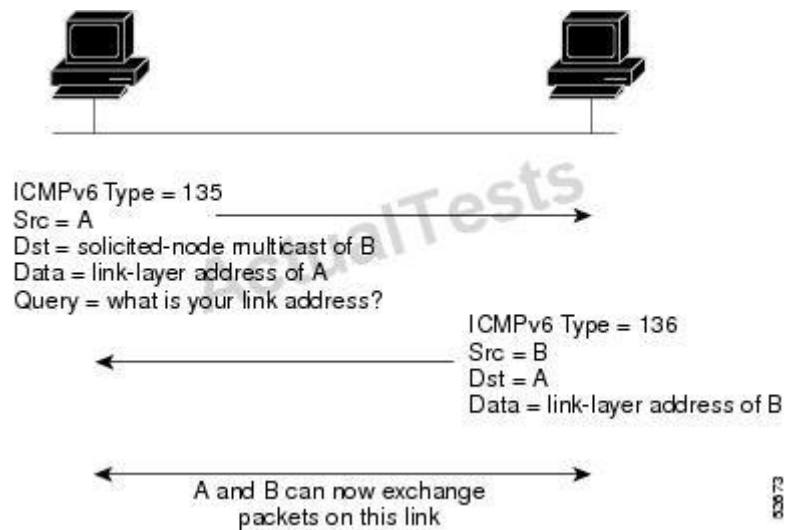 ICMPv6 Type = 135
Src = A
Dst = solicited-node multicast of B
Data = link-layer address of A
Query = what is your link address?
ActualTests
ICMPv6 Type = 136
Src = B
Dst = A
Data = link-layer address of B
A and B can now exchange
packets on this link